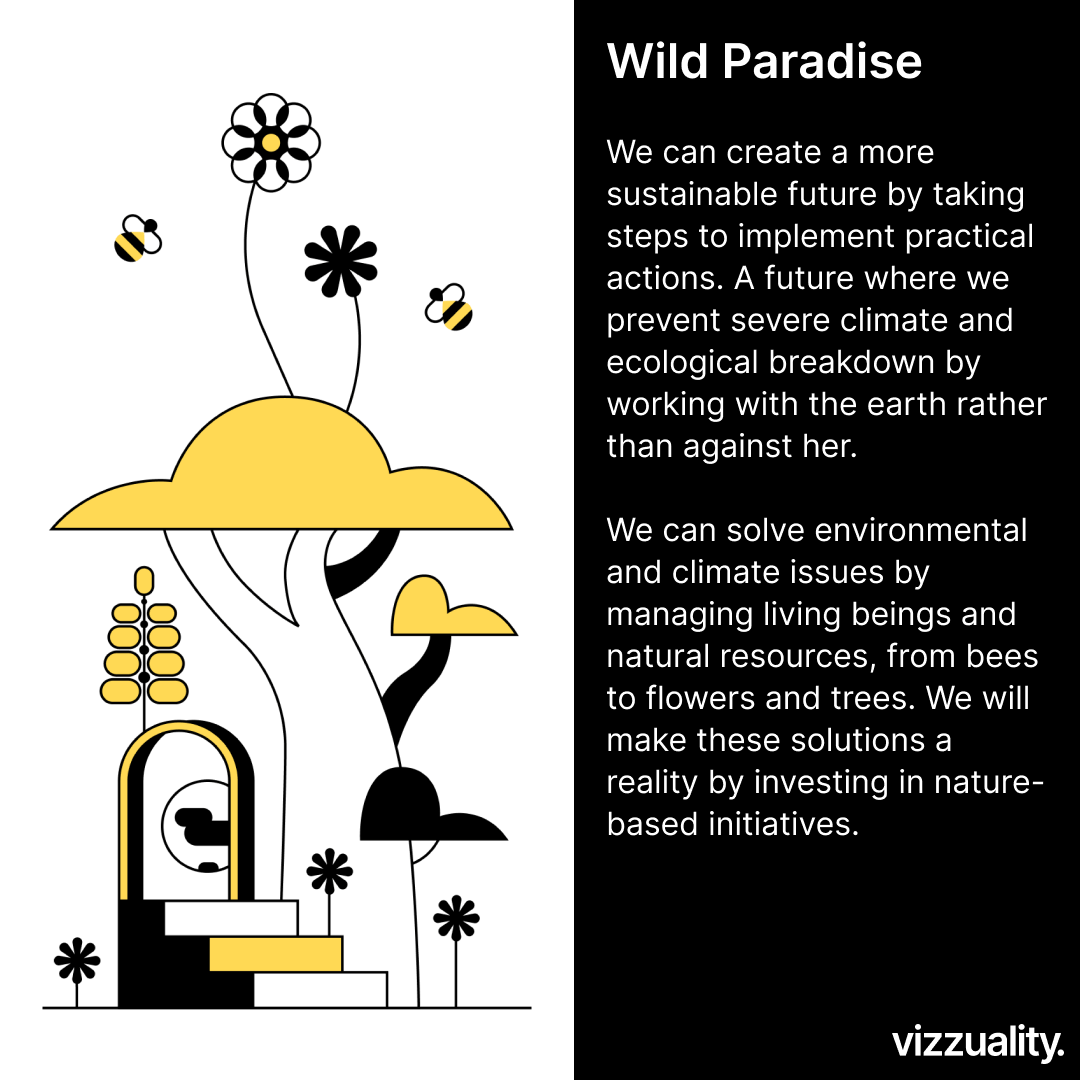 Wild Paradise
We can create a more
sustainable future by taking
steps to implement practical
actions. A future where we
prevent severe climate and
ecological breakdown by
working with the earth rather
than against her.
We can solve environmental
and climate issues by
managing living beings and
natural resources, from bees
to flowers and trees. We will
make these solutions a
reality by investing in nature-
based initiatives.
vizzuality.